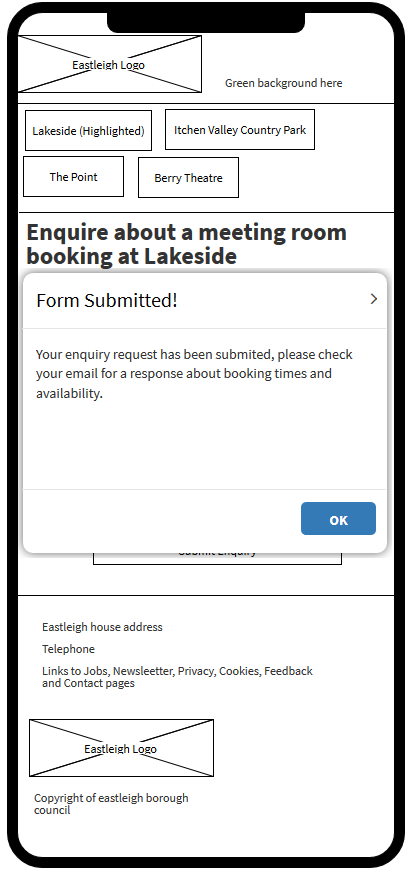 Eastleigh Logo
Green background here
Lakeside (Highlighted)
Itchen Valley Country Park
The Point
Berry Theatre
Enquire about a meeting room
booking at Lakeside
Form Submitted!
Your enquiry request has been submited, please check
your email for a response about booking times and
availability.
OK
Submit Enquiry
Eastleigh house address
Telephone
Links to Jobs, Newsleetter, Privacy, Cookies, Feedback
and Contact pages
Eastleigh Logo
Copyright of eastleigh borough
council